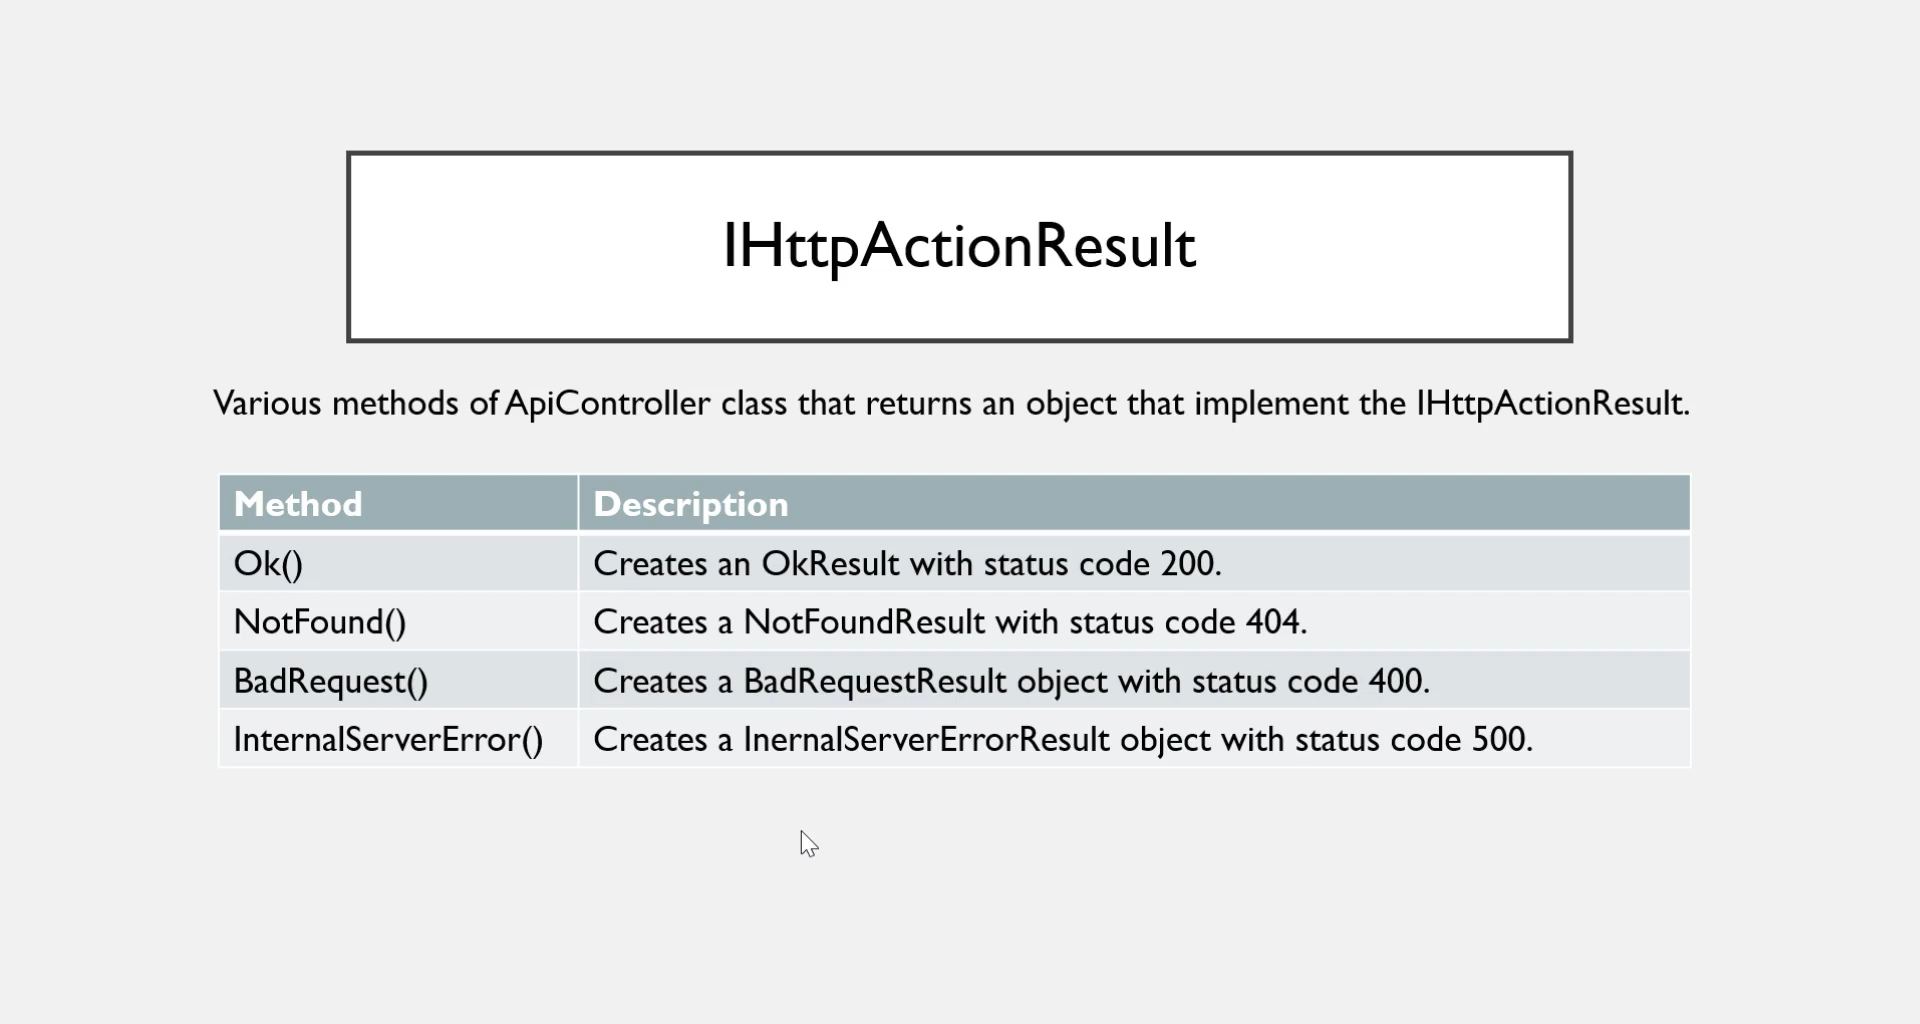 IHttpActionResult
Various methods of ApiController class that returns an object that implement the IHttpActionResult.
Method Description
Ok() Creates an OkResult with status code 200.
NotFound() Creates a NotFoundResult with status code 404.
BadRequest() Creates a BadRequestResult object with status code 400.
InternalServerError() Creates a InernalServerErrorResult object with status code 500.